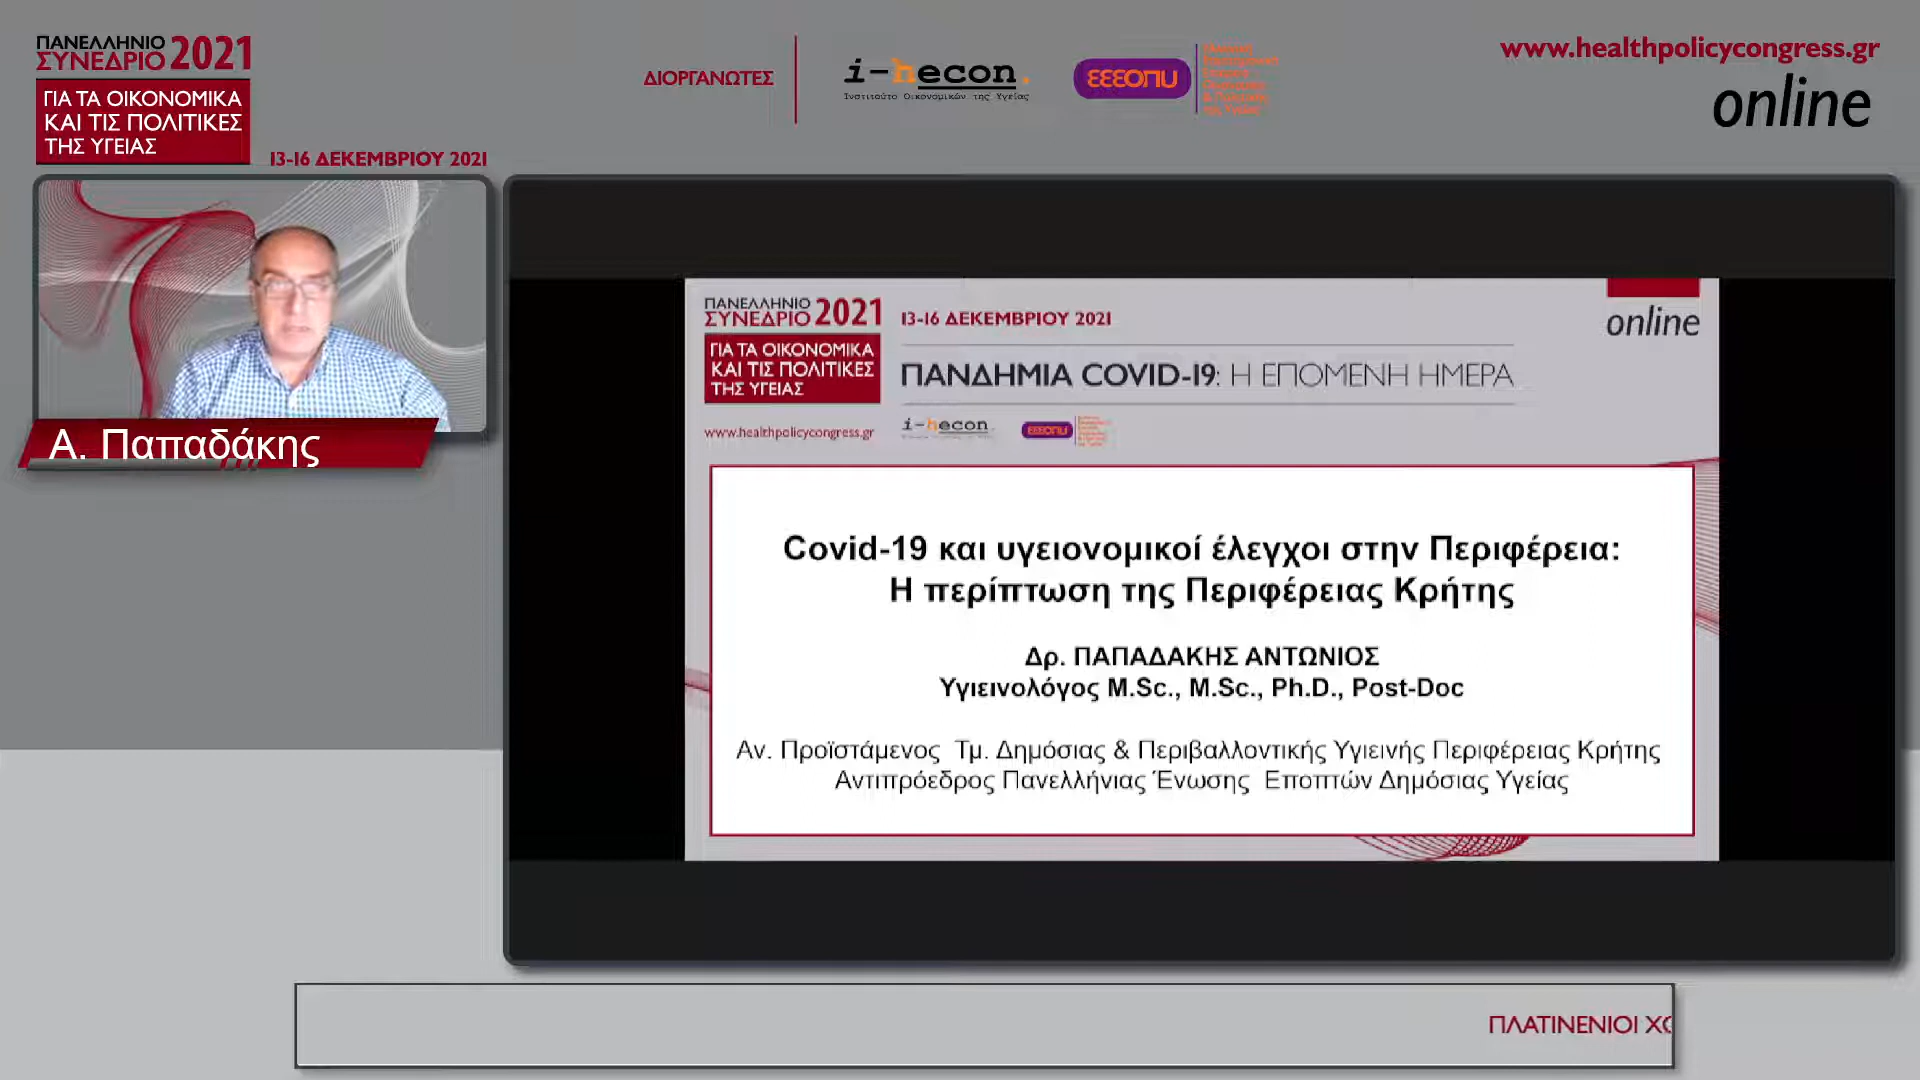 ΠΑΝΕΛΛΗΝΙΟ
ΣΥΝΕΔΡΙΟ 2021
ΓΙΑ ΤΑ ΟΙΚΟΝΟΜΙΚΑ
ΚΑΙ ΤΙΣ ΠΟΛΙΤΙΚΕΣ
ΤΗΣ ΥΓΕΙΑΣ
13-16 ΔΕΚΕΜΒΡΙΟΥ 2021
ΔΙΟΡΓΑΝΩΤΕΣ
i-hecon.
Ινστιτούτο Οικονομικών της Υγείας
ΕΕΕΟΠΥ
www.healthpolicycongress.gr
online
Α. Παπαδάκης
ΠΑΝΕΛΛΗΝΙΟ
ΣΥΝΕΔΡΙΟ 2021
ΓΙΑ ΤΑ ΟΙΚΟΝΟΜΙΚΑ
ΚΑΙ ΤΙΣ ΠΟΛΙΤΙΚΕΣ
ΤΗΣ ΥΓΕΙΑΣ
www.healthpolicycongress.gr
13-16 ΔΕΚΕΜΒΡΙΟΥ 2021
ΠΑΝΔΗΜΙΑ COVID-19: Η ΕΠΟΜΕΝΗ ΗΜΕΡΑ
i-hecon.
ΕΕΕΟΠΥ
online
Covid-19 και υγειονομικοί έλεγχοι στην Περιφέρεια:
Η περίπτωση της Περιφέρειας Κρήτης
Δρ. ΠΑΠΑΔΑΚΗΣ ΑΝΤΩΝΙΟΣ
Υγιεινολόγος M.Sc., M.Sc., Ph.D., Post-Doc
Αν. Προϊστάμενος Τμ. Δημόσιας & Περιβαλλοντικής Υγιεινής Περιφέρειας Κρήτης
Αντιπρόεδρος Πανελλήνιας Ένωσης Εποπτών Δημόσιας Υγείας
ΠΛΑΤΙΝΕΝΙΟΙ